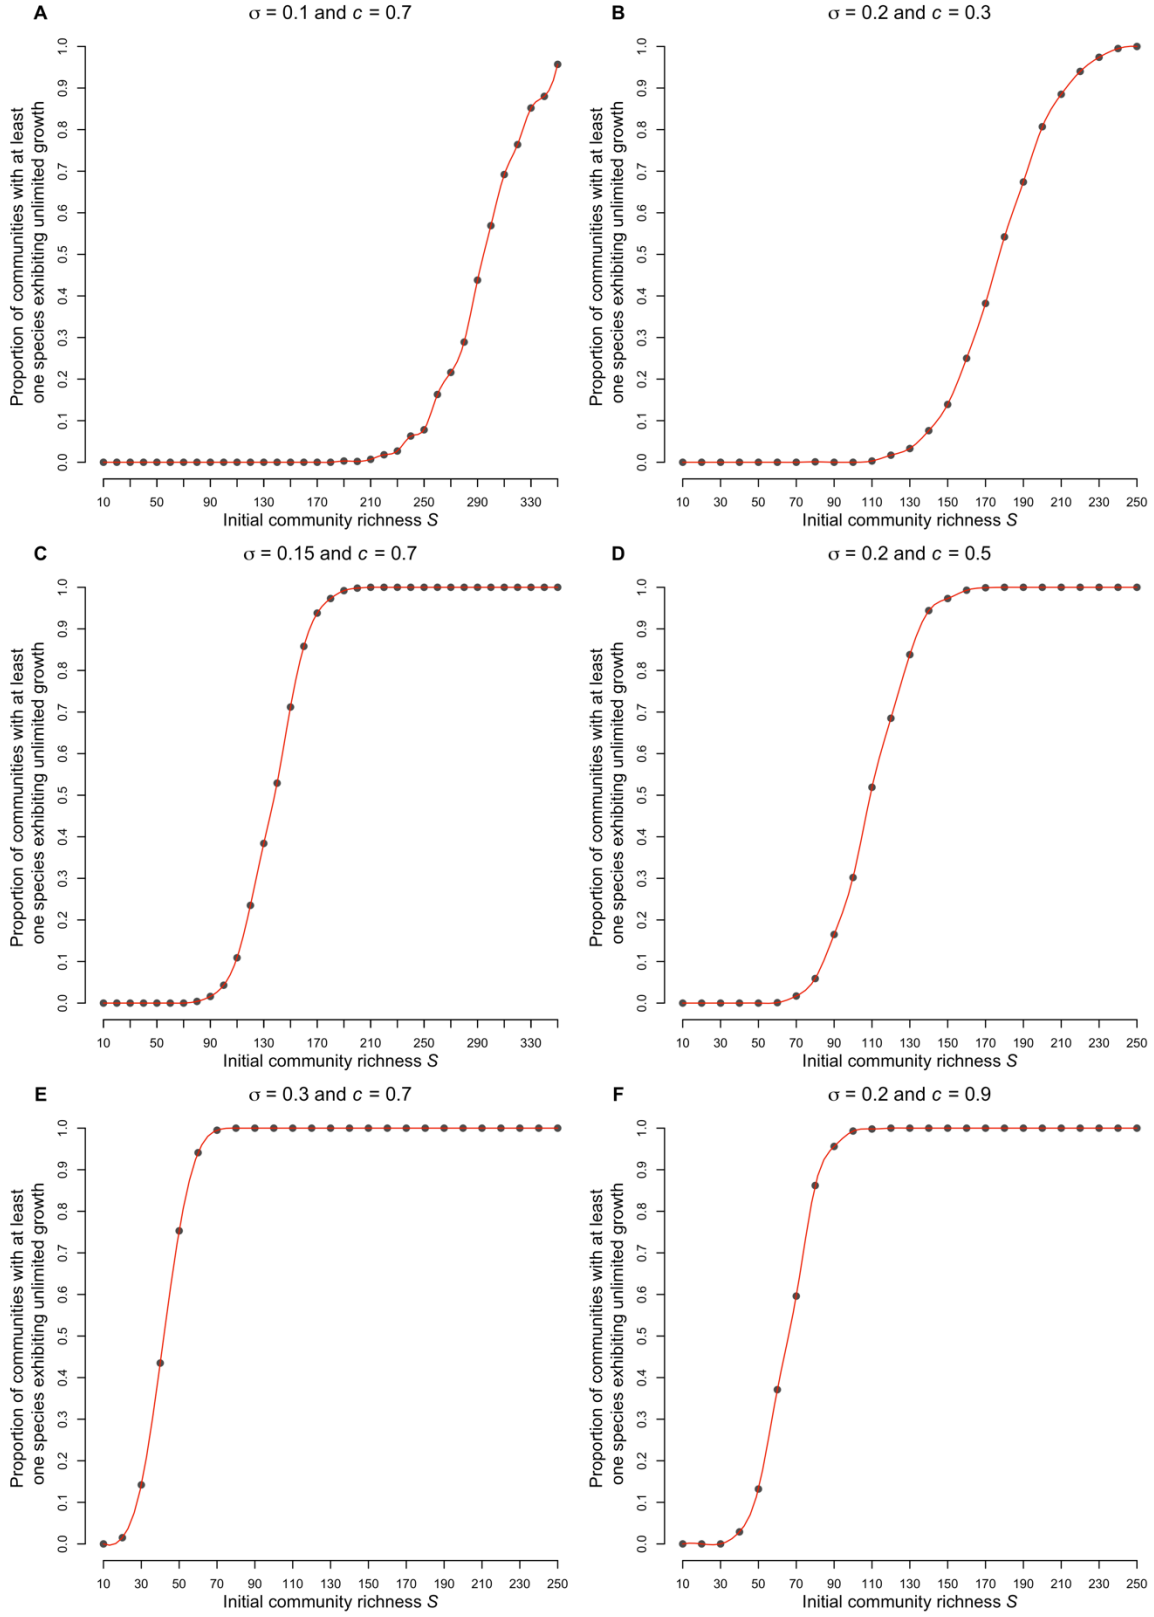 A
σ = 0.1 and c = 0.7
Proportion of communities with at least
one species exhibiting unlimited growth
0.0 0.1 0.2 0.3 0.4 0.5 0.6 0.7 0.8 0.9 1.0
10 50 90 130 170 210 250 290 330
Initial community richness S
B
σ = 0.2 and c = 0.3
Proportion of communities with at least
one species exhibiting unlimited growth
0.0 0.1 0.2 0.3 0.4 0.5 0.6 0.7 0.8 0.9 1.0
10 30 50 70 90 110 130 150 170 190 210 230 250
Initial community richness S
C
σ = 0.15 and c = 0.7
Proportion of communities with at least
one species exhibiting unlimited growth
0.0 0.1 0.2 0.3 0.4 0.5 0.6 0.7 0.8 0.9 1.0
10 50 90 130 170 210 250 290 330
Initial community richness S
D
σ = 0.2 and c = 0.5
Proportion of communities with at least
one species exhibiting unlimited growth
0.0 0.1 0.2 0.3 0.4 0.5 0.6 0.7 0.8 0.9 1.0
10 30 50 70 90 110 130 150 170 190 210 230 250
Initial community richness S
E
σ = 0.3 and c = 0.7
Proportion of communities with at least
one species exhibiting unlimited growth
0.0 0.1 0.2 0.3 0.4 0.5 0.6 0.7 0.8 0.9 1.0
10 30 50 70 90 110 130 150 170 190 210 230 250
Initial community richness S
F
σ = 0.2 and c = 0.9
Proportion of communities with at least
one species exhibiting unlimited growth
0.0 0.1 0.2 0.3 0.4 0.5 0.6 0.7 0.8 0.9 1.0
10 30 50 70 90 110 130 150 170 190 210 230 250
Initial community richness S